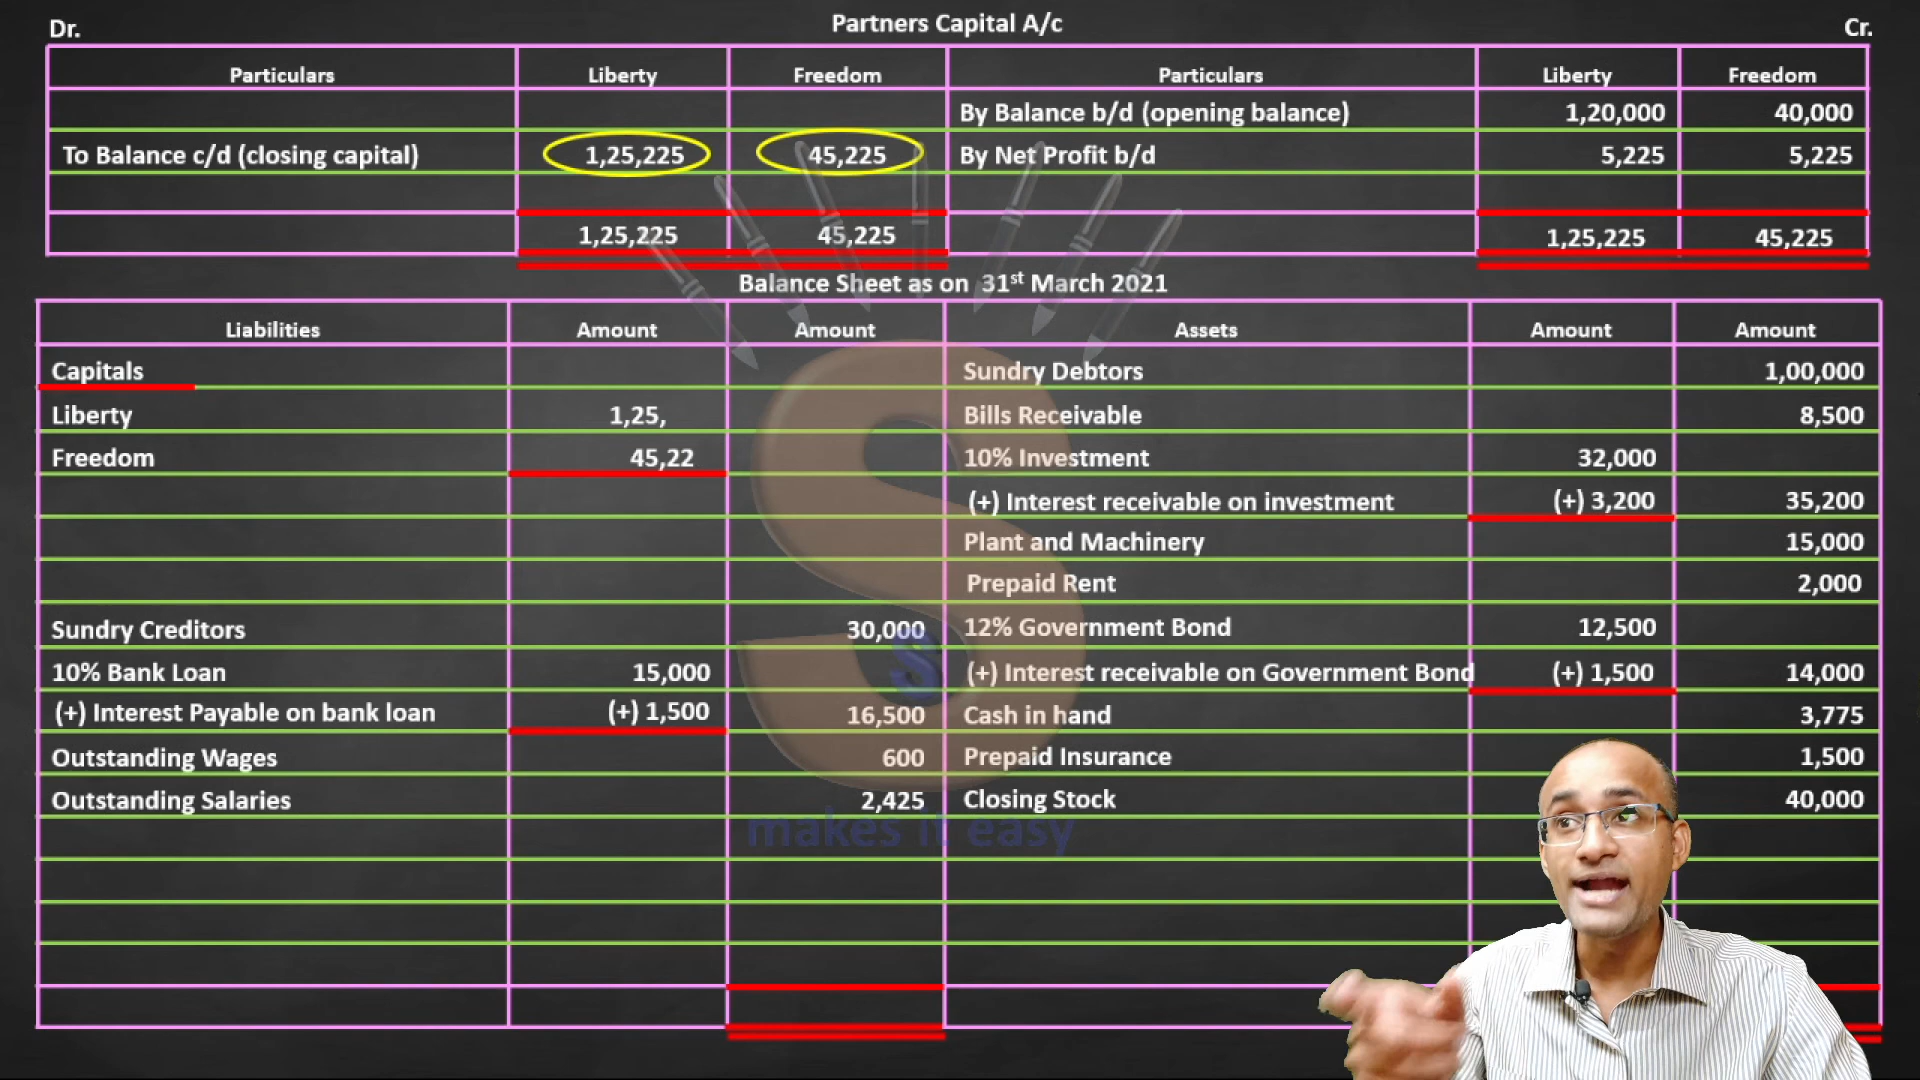 Dr. Partners Capital A/c Cr.
Particulars Liberty Freedom Particulars Liberty Freedom
By Balance b/d (opening balance) 1,20,000 40,000
To Balance c/d (closing capital) 1,25,225 45,225 By Net Profit b/d 5,225 5,225
1,25,225 45,225 1,25,225 45,225
Balance Sheet as on 31st March 2021
Liabilities Amount Amount Assets Amount Amount
Capitals Sundry Debtors 1,00,000
Liberty 1,25, Bills Receivable 8,500
Freedom 45,22 10% Investment 32,000
(+) Interest receivable on investment (+) 3,200 35,200
Plant and Machinery 15,000
Prepaid Rent 2,000
Sundry Creditors 30,000 12% Government Bond 12,500
10% Bank Loan 15,000 (+) Interest receivable on Government Bond (+) 1,500 14,000
(+) Interest Payable on bank loan (+) 1,500 16,500 Cash in hand 3,775
Outstanding Wages 600 Prepaid Insurance 1,500
Outstanding Salaries 2,425 Closing Stock 40,000
makes it easy